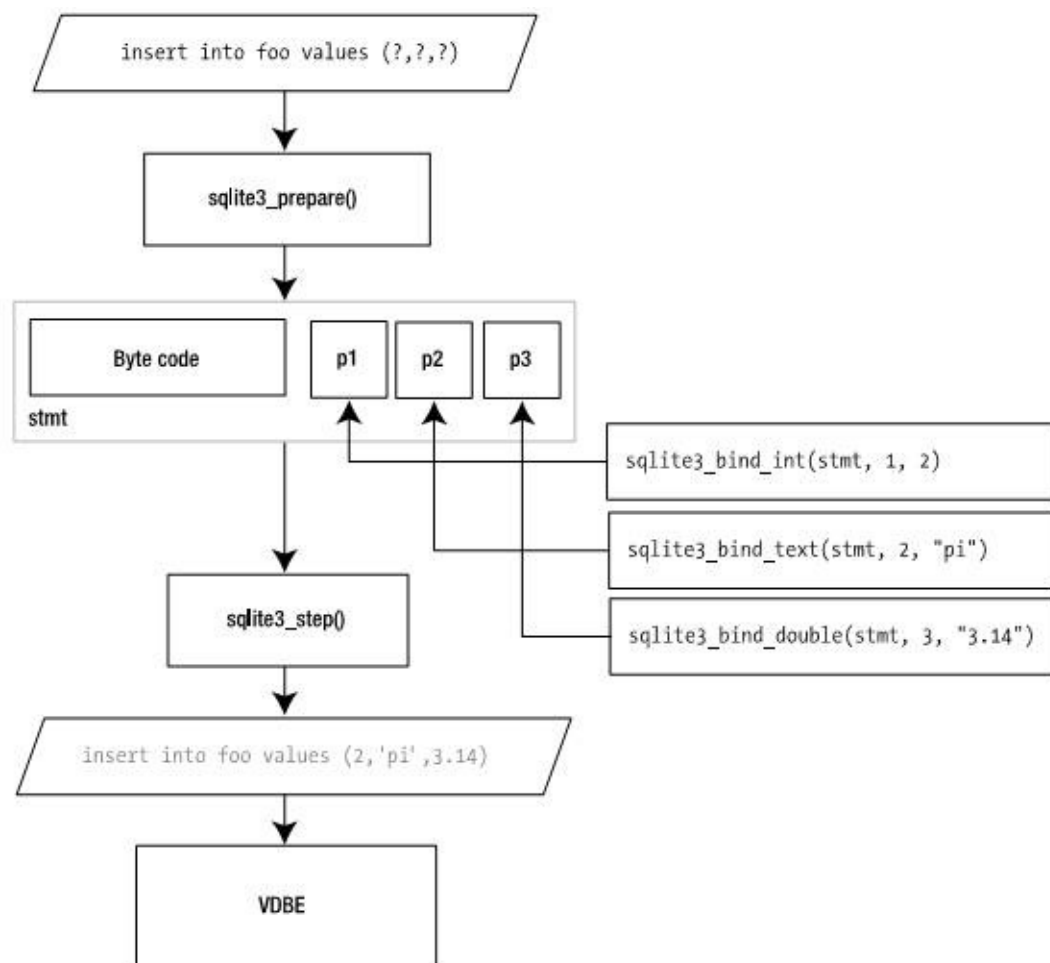 insert into foo values (?,?,?)
sqlite3_prepare()
Byte code
p1
p2
p3
stmt
sqlite3_bind_int(stmt, 1, 2)
sqlite3_bind_text(stmt, 2, "pi")
sqlite3_bind_double(stmt, 3, "3.14")
sqlite3_step()
insert into foo values (2,'pi',3.14)
VDBE